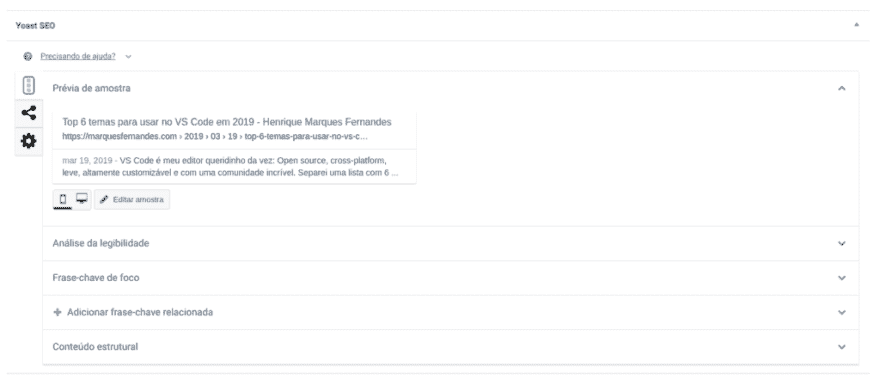 Yoast SEO
Precisando de ajuda?
Prévia de amostra
Top 6 temas para usar no VS Code em 2019 - Henrique Marques Fernandes
https://marquesfernandes.com › 2019 › 03 › 19 › top-6-temas-para-usar-no-vs-c...
mar 19, 2019 - VS Code é meu editor queridinho da vez: Open source, cross-platform,
leve, altamente customizável e com uma comunidade incrível. Separei uma lista com 6 ...
Editar amostra
Análise da legibilidade
Frase-chave de foco
Adicionar frase-chave relacionada
Conteúdo estrutural